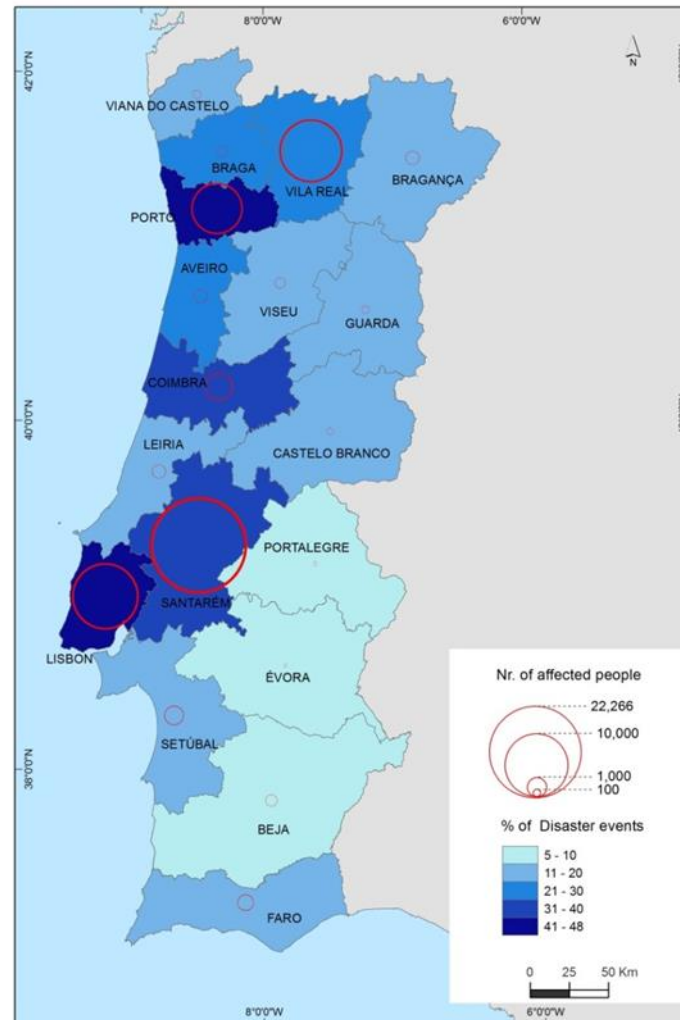 8°0'0"W
6°0'0"W
42°0'0"N
N
VIANA DO CASTELO
BRAGA
VILA REAL
BRAGANÇA
PORTO
AVEIRO
VISEU
GUARDA
COIMBRA
40°0'0"N
LEIRIA
CASTELO BRANCO
PORTALEGRE
SANTARÉM
LISBON
ÉVORA
SETÚBAL
38°0'0"N
BEJA
FARO
Nr. of affected people
22,266
10,000
1,000
100
% of Disaster events
5 - 10
11 - 20
21 - 30
31 - 40
41 - 48
0 25 50 Km
8°0'0"W
6°0'0"W